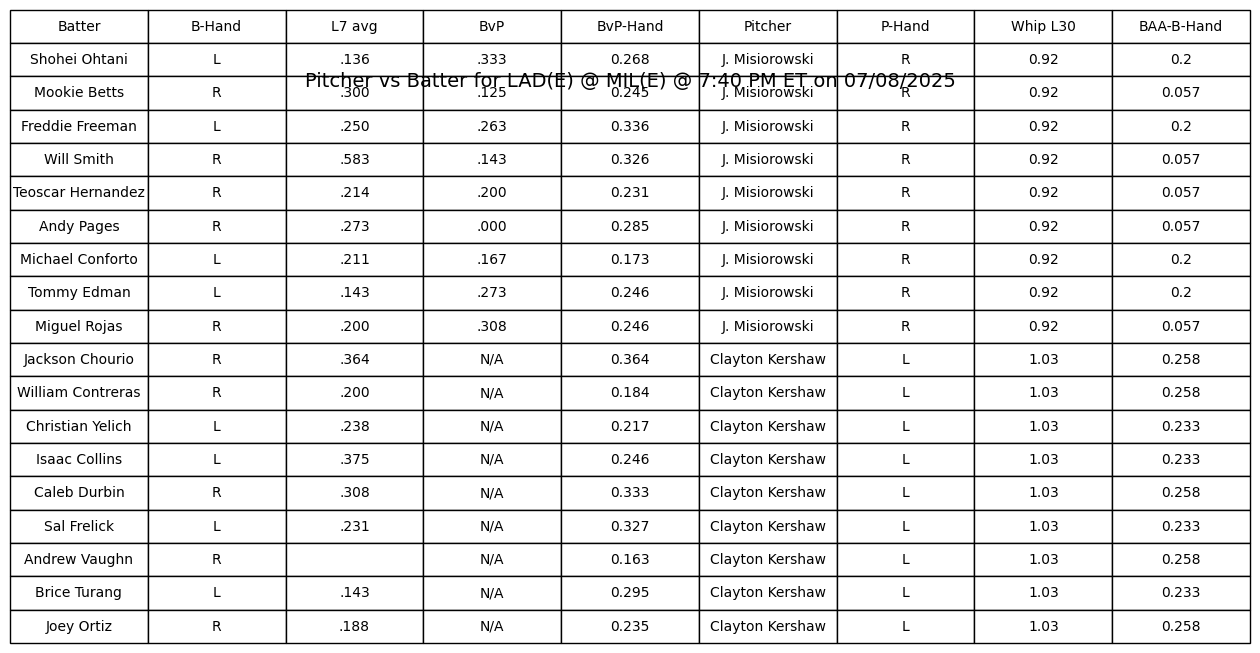 Batter B-Hand L7 avg BvP BvP-Hand Pitcher P-Hand Whip L30 BAA-B-Hand
Shohei Ohtani L .136 .333 0.268 J. Misiorowski R 0.92 0.2
Pitcher vs Batter for LAD(E) @ MIL(E) @ 7:40 PM ET on 07/08/2025
Mookie Betts R .300 .125 0.245 J. Misiorowski R 0.92 0.057
Freddie Freeman L .250 .263 0.336 J. Misiorowski R 0.92 0.2
Will Smith R .583 .143 0.326 J. Misiorowski R 0.92 0.057
Teoscar Hernandez R .214 .200 0.231 J. Misiorowski R 0.92 0.057
Andy Pages R .273 .000 0.285 J. Misiorowski R 0.92 0.057
Michael Conforto L .211 .167 0.173 J. Misiorowski R 0.92 0.2
Tommy Edman L .143 .273 0.246 J. Misiorowski R 0.92 0.2
Miguel Rojas R .200 .308 0.246 J. Misiorowski R 0.92 0.057
Jackson Chourio R .364 N/A 0.364 Clayton Kershaw L 1.03 0.258
William Contreras R .200 N/A 0.184 Clayton Kershaw L 1.03 0.258
Christian Yelich L .238 N/A 0.217 Clayton Kershaw L 1.03 0.233
Isaac Collins L .375 N/A 0.246 Clayton Kershaw L 1.03 0.233
Caleb Durbin R .308 N/A 0.333 Clayton Kershaw L 1.03 0.258
Sal Frelick L .231 N/A 0.327 Clayton Kershaw L 1.03 0.233
Andrew Vaughn R N/A 0.163 Clayton Kershaw L 1.03 0.258
Brice Turang L .143 N/A 0.295 Clayton Kershaw L 1.03 0.233
Joey Ortiz R .188 N/A 0.235 Clayton Kershaw L 1.03 0.258